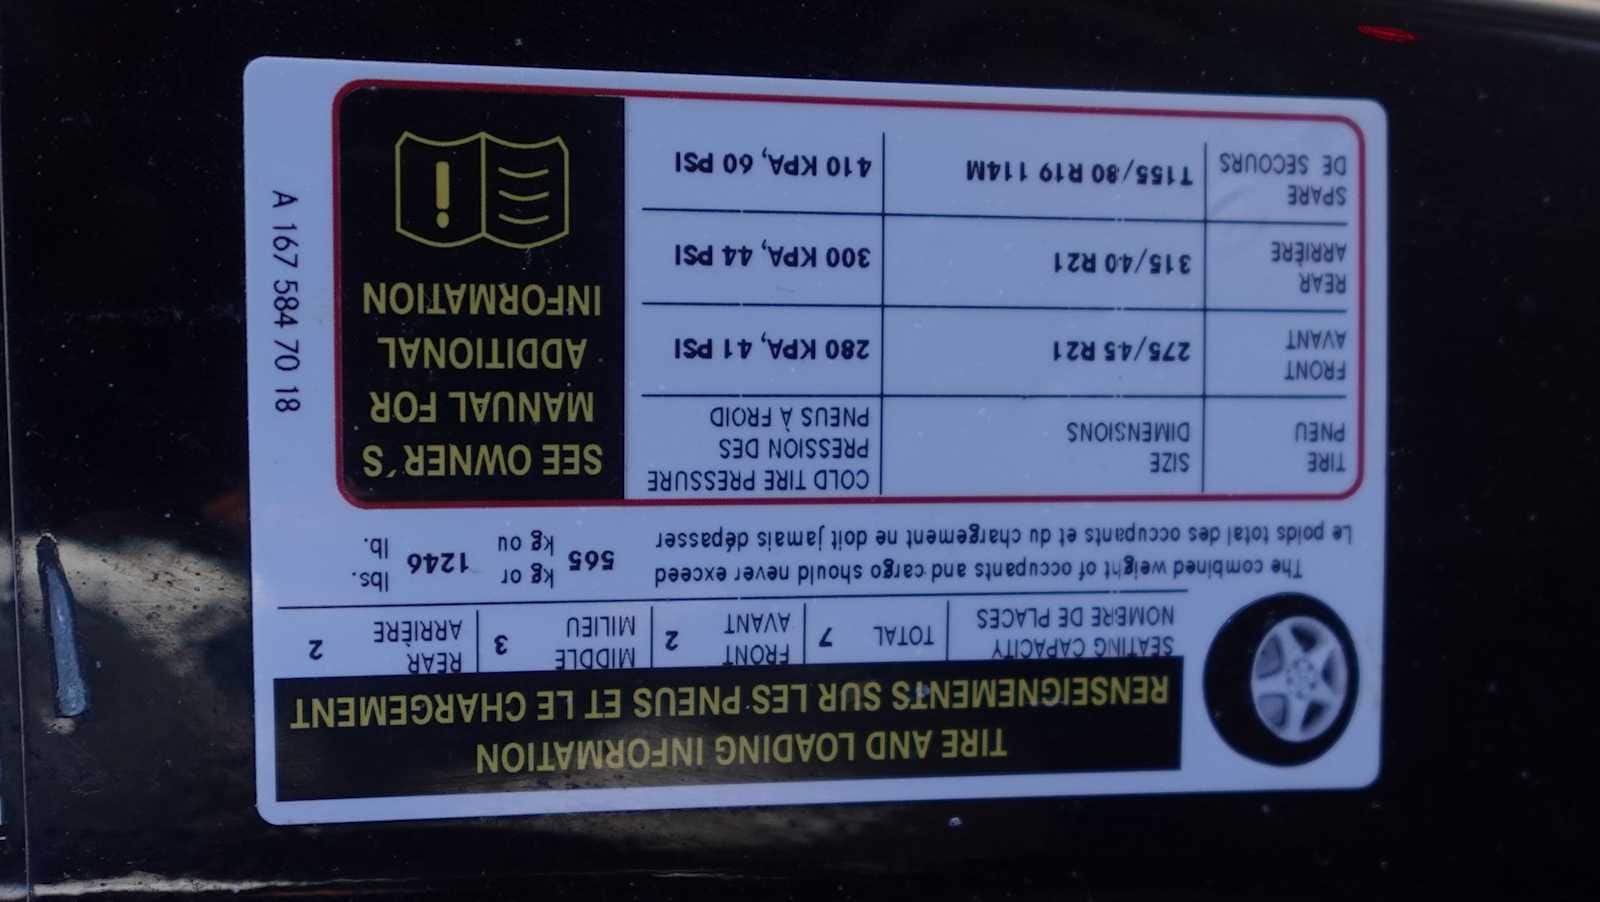 TIRE AND LOADING INFORMATION
RENSEIGNEMENTS SUR LES PNEUS ET LE CHARGEMENT
SEATING CAPACITY
NOMBRE DE PLACES
TOTAL 7
FRONT
AVANT
2
MIDDLE
MILIEU
3
REAR
ARRIÈRE
2
The combined weight of occupants and cargo should never exceed
Le poids total des occupants et du chargement ne doit jamais dépasser
565
kg or
kg ou
1246
lbs.
lb.
TIRE
PNEU
SIZE
DIMENSIONS
COLD TIRE PRESSURE
PRESSION DES
PNEUS À FROID
FRONT
AVANT
275/45 R21
280 KPA, 41 PSI
REAR
ARRIÈRE
315/40 R21
300 KPA, 44 PSI
SPARE
DE SECOURS
T155/80 R19 114M
410 KPA, 60 PSI
SEE OWNER´S
MANUAL FOR
ADDITIONAL
INFORMATION
A 167 584 70 18